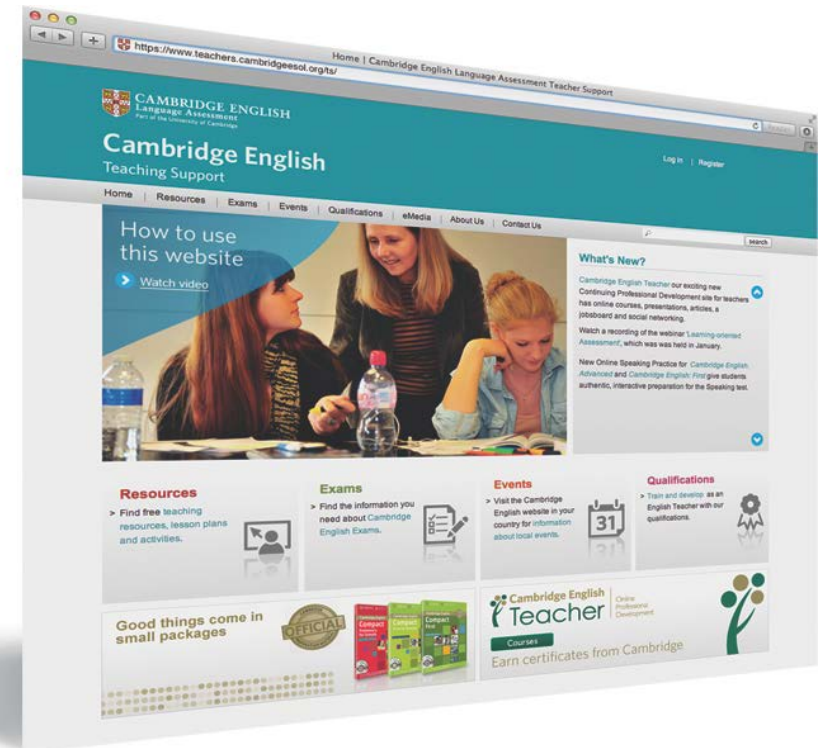 Home | Cambridge English Language Assessment Teacher Support
https://www.teachers.cambridgeesol.org/ts/
Reader
CAMBRIDGE ENGLISH
Language Assessment
Part of the University of Cambridge
Cambridge English
Teaching Support
Log in | Register
Home | Resources | Exams | Events | Qualifications | eMedia | About Us | Contact Us
search
How to use
this website
Watch video
What's New?
Cambridge English Teacher our exciting new
Continuing Professional Development site for teachers
has online courses, presentations, articles, a
jobsboard and social networking.
Watch a recording of the webinar 'Learning-oriented
Assessment', which was was held in January.
New Online Speaking Practice for Cambridge English:
Advanced and Cambridge English: First give students
authentic, interactive preparation for the Speaking test.
Resources
> Find free teaching
resources, lesson plans
and activities.
Exams
> Find the information you
need about Cambridge
English Exams.
Events
> Visit the Cambridge
English website in your
country for information
about local events.
31
Qualifications
> Train and develop as an
English Teacher with our
qualifications.
Good things come in
small packages
OFFICIAL
Compact
Compact
Compact
First
Cambridge English
Teacher
Online
Professional
Development
Courses
Earn certificates from Cambridge